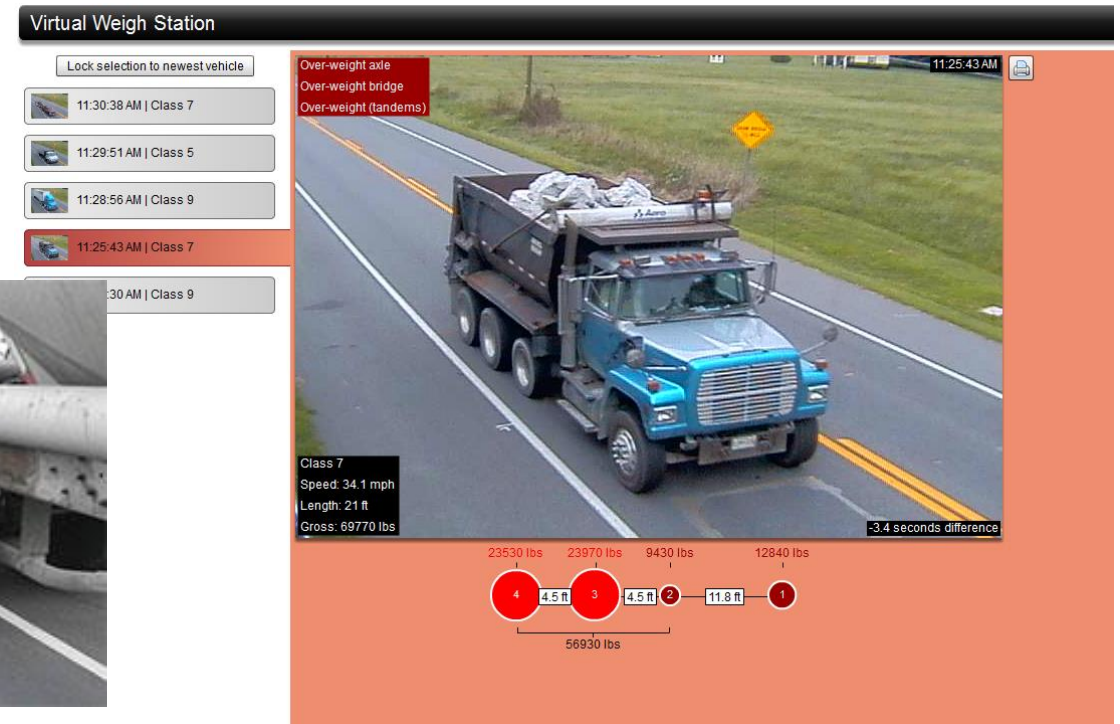 Virtual Weigh Station
Lock selection to newest vehicle
11:30:38 AM | Class 7
11:29:51 AM | Class 5
11:28:56 AM | Class 9
11:25:43 AM | Class 7
:30 AM | Class 9
Over-weight axle
Over-weight bridge
Over-weight (tandems)
11:25:43 AM
Aero
Class 7
Speed: 34.1 mph
Length: 21 ft
Gross: 69770 lbs
-3.4 seconds difference
23530 lbs 23970 lbs 9430 lbs 12840 lbs
4 4.5 ft 3 4.5 ft 2 11.8 ft 1
56930 lbs